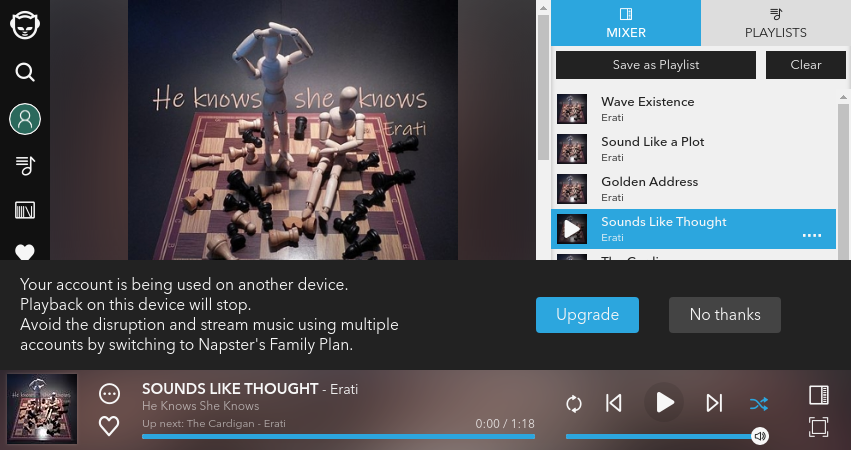 He knows she knows
Erati
MIXER
PLAYLISTS
Save as Playlist
Clear
Wave Existence
Erati
Sound Like a Plot
Erati
Golden Address
Erati
Sounds Like Thought
Erati
Your account is being used on another device.
Playback on this device will stop.
Avoid the disruption and stream music using multiple
accounts by switching to Napster's Family Plan.
Upgrade
No thanks
SOUNDS LIKE THOUGHT - Erati
He Knows She Knows
Up next: The Cardigan - Erati
0:00 / 1:18